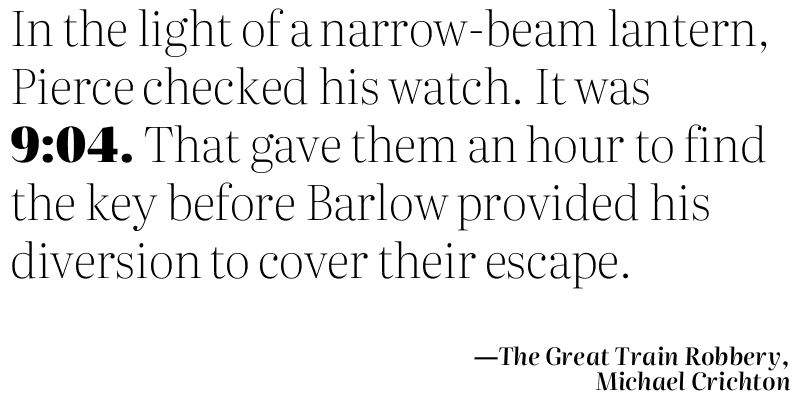 In the light of a narrow-beam lantern,
Pierce checked his watch. It was
9:04. That gave them an hour to find
the key before Barlow provided his
diversion to cover their escape.
—The Great Train Robbery,
Michael Crichton